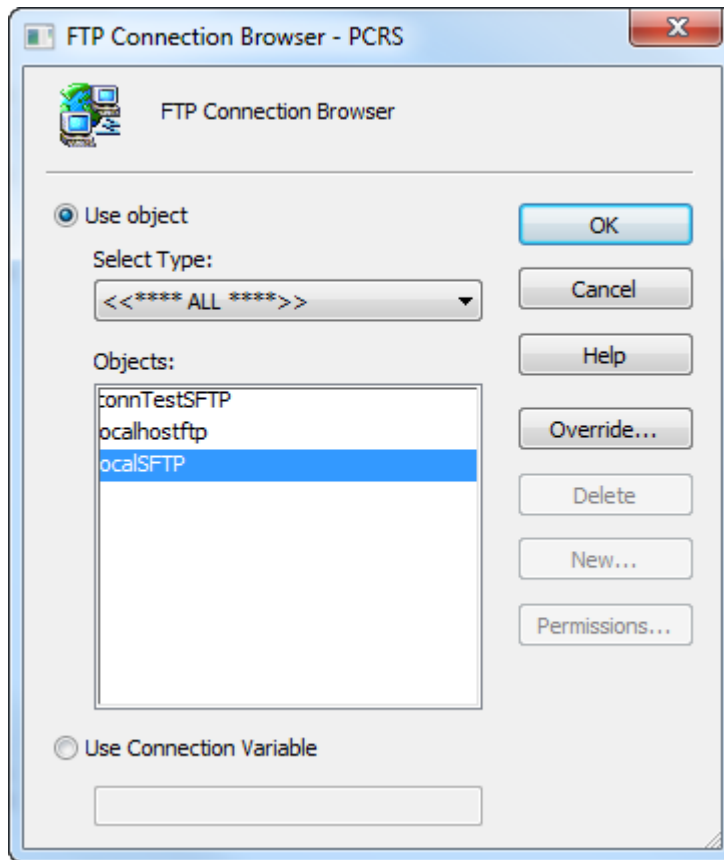 FTP Connection Browser - PCRS
FTP Connection Browser
Use object
OK
Select Type:
<<**** ALL ****>>
Cancel
Objects:
Help
connTestSFTP
ocalhostftp
Override...
ocalSFTP
Delete
New...
Permissions...
Use Connection Variable